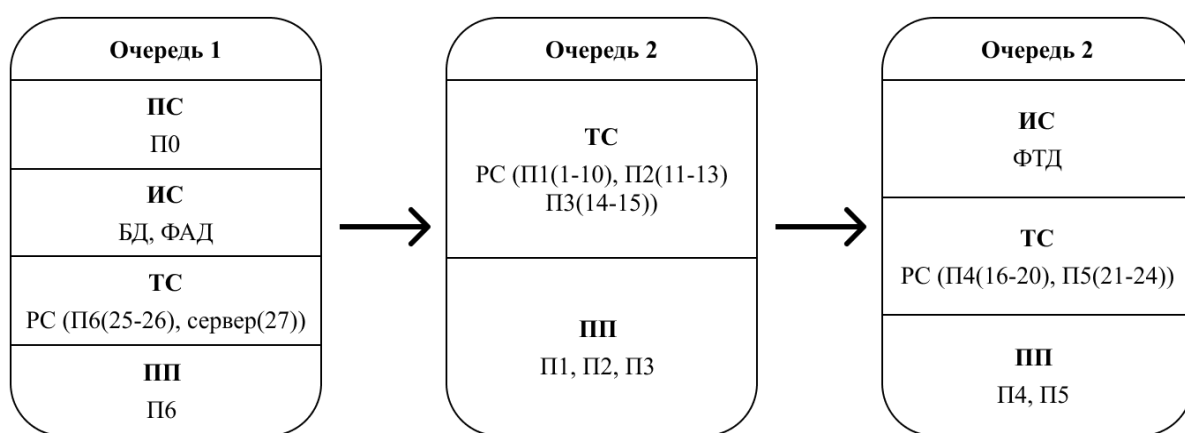 Очередь 1
ПС
П0
ИС
БД, ФАД
ТС
РС (П6(25-26), сервер(27))
ПП
П6
Очередь 2
ТС
РС (П1(1-10), П2(11-13)
П3(14-15))
ПП
П1, П2, П3
Очередь 2
ИС
ФТД
ТС
РС (П4(16-20), П5(21-24))
ПП
П4, П5